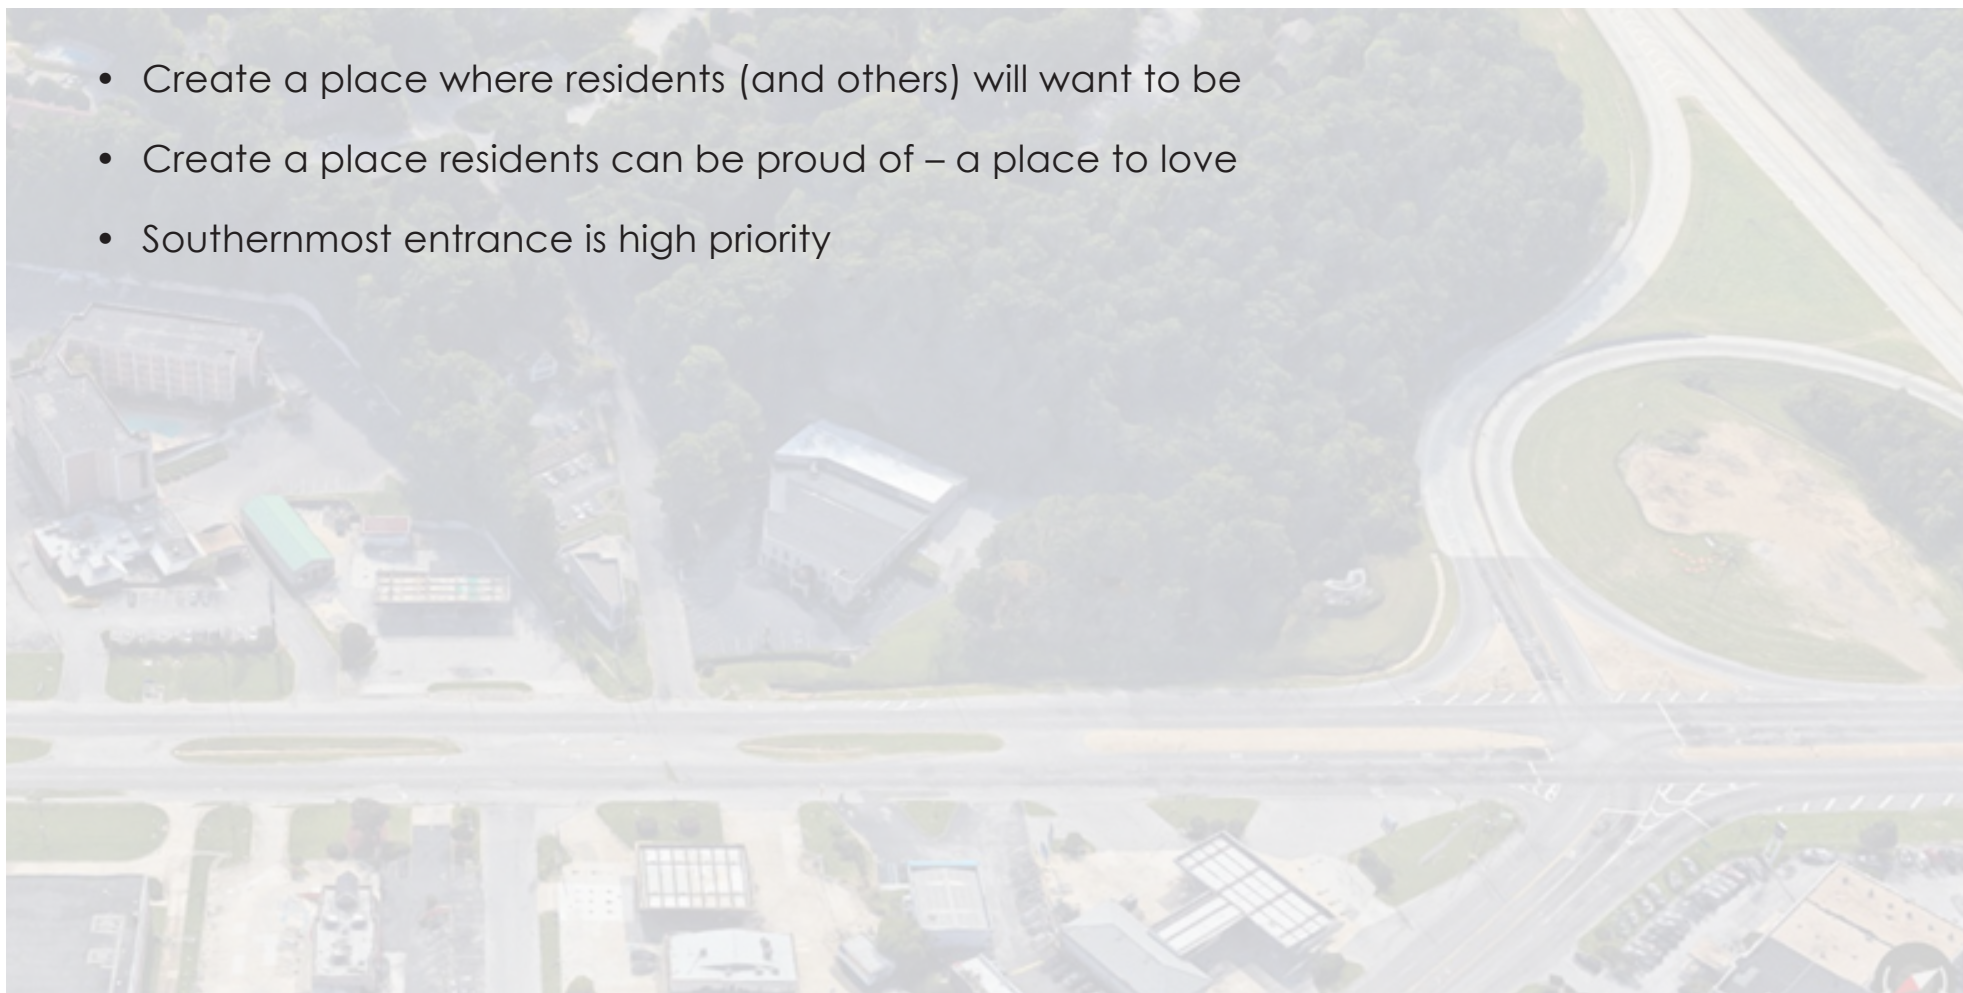 • Create a place where residents (and others) will want to be
• Create a place residents can be proud of – a place to love
• Southernmost entrance is high priority